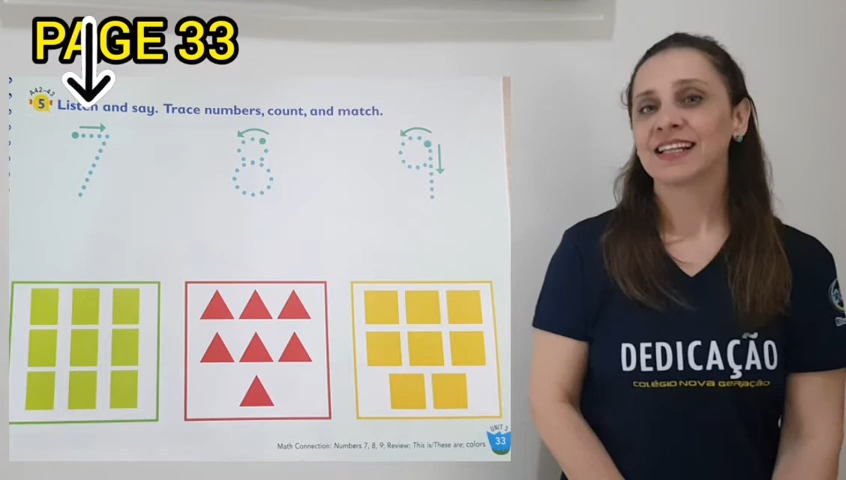 PAGE 33
A42-43
5 Listen and say. Trace numbers, count, and match.
7 8 9
DEDICAÇÃO
COLÉGIO NOVA GERAÇÃO
Math Connection: Numbers 7, 8, 9; Review: This is/These are; colors
UNIT 3
33